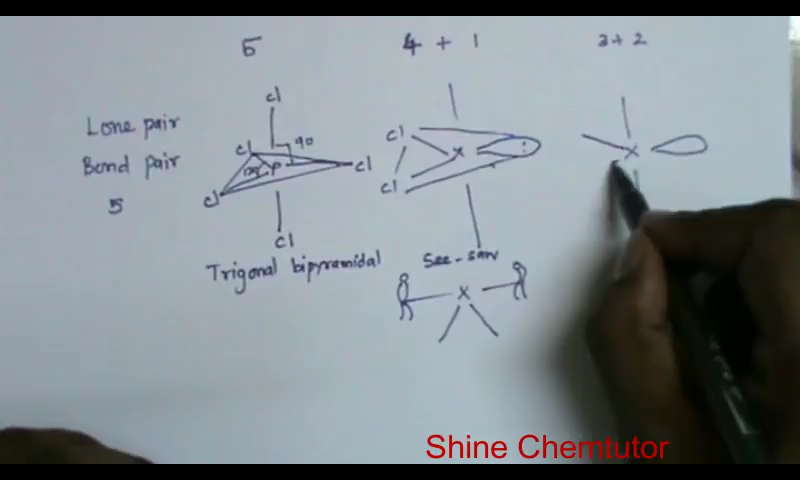 5 4 + 1 3+ 2
Lone pair
Bond pair
5
Cl
Cl 90
P Cl
Cl
Cl
Trigonal bipyramidal
Cl
x :
Cl
See-saw
x
x
Shine Chemtutor